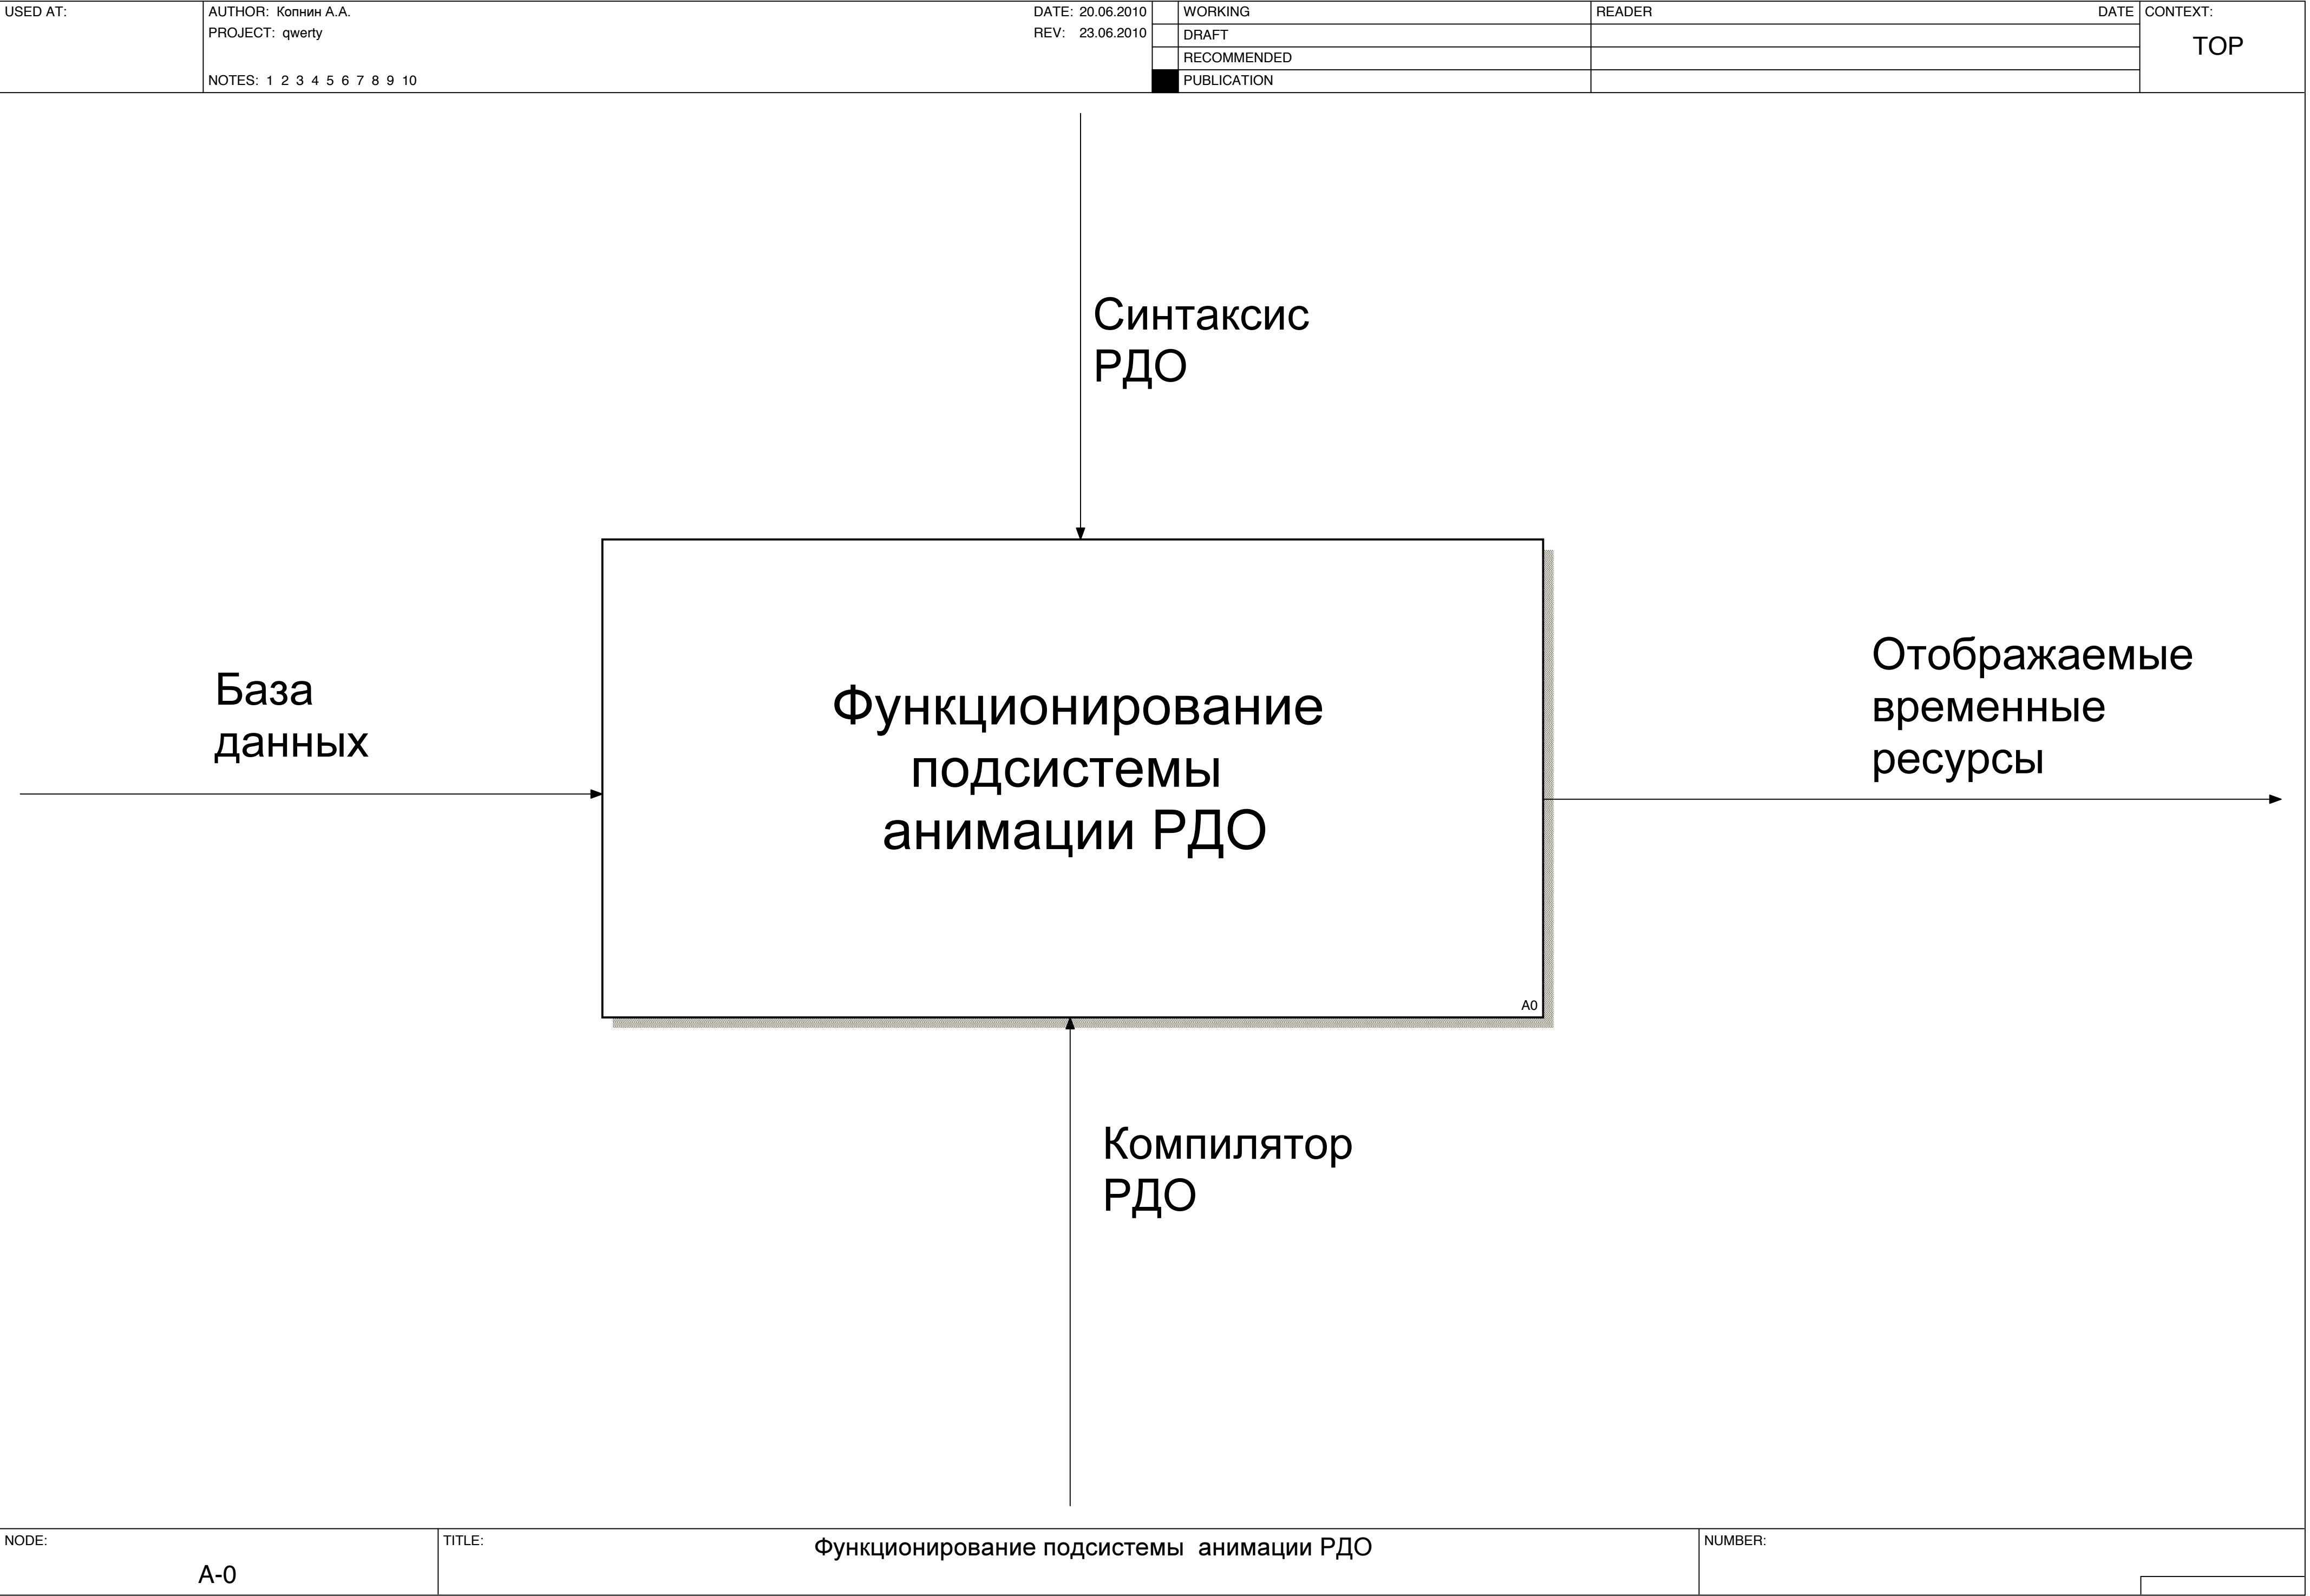 USED AT:
AUTHOR: Копнин А.А.
DATE: 20.06.2010
PROJECT: qwerty
REV: 23.06.2010
NOTES: 1 2 3 4 5 6 7 8 9 10
WORKING
DRAFT
RECOMMENDED
PUBLICATION
READER
DATE
CONTEXT:
TOP
Синтаксис
РДО
База
данных
Функционирование
подсистемы
анимации РДО
A0
Отображаемые
временные
ресурсы
Компилятор
РДО
NODE:
A-0
TITLE:
Функционирование подсистемы анимации РДО
NUMBER: